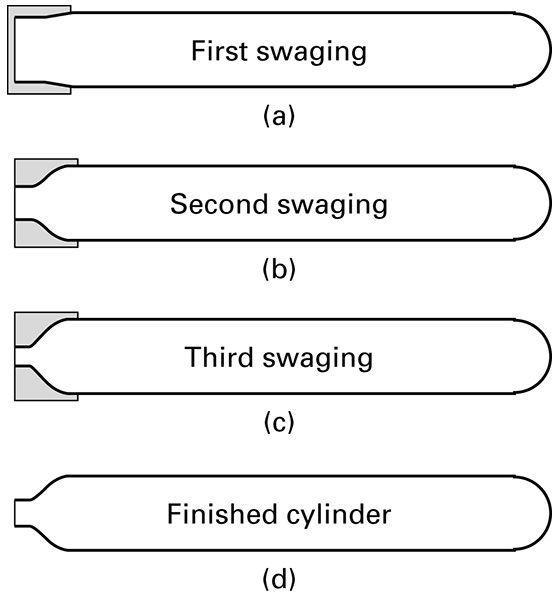 First swaging
(a)
Second swaging
(b)
Third swaging
(c)
Finished cylinder
(d)